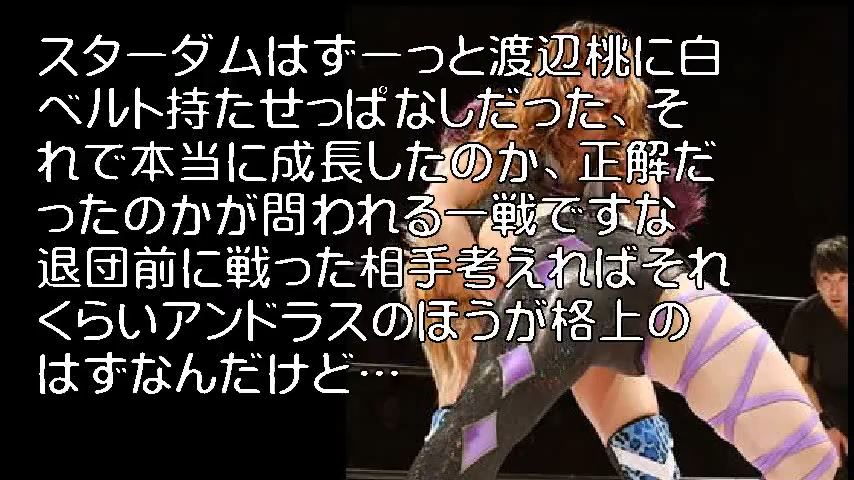 スターダムはずーっと渡辺桃に白
ベルト持たせっぱなしだった、そ
れで本当に成長したのか、正解だ
ったのかが問われる一戦ですな
退団前に戦った相手考えればそれ
くらいアンドラスのほうが格上の
はずなんだけど…